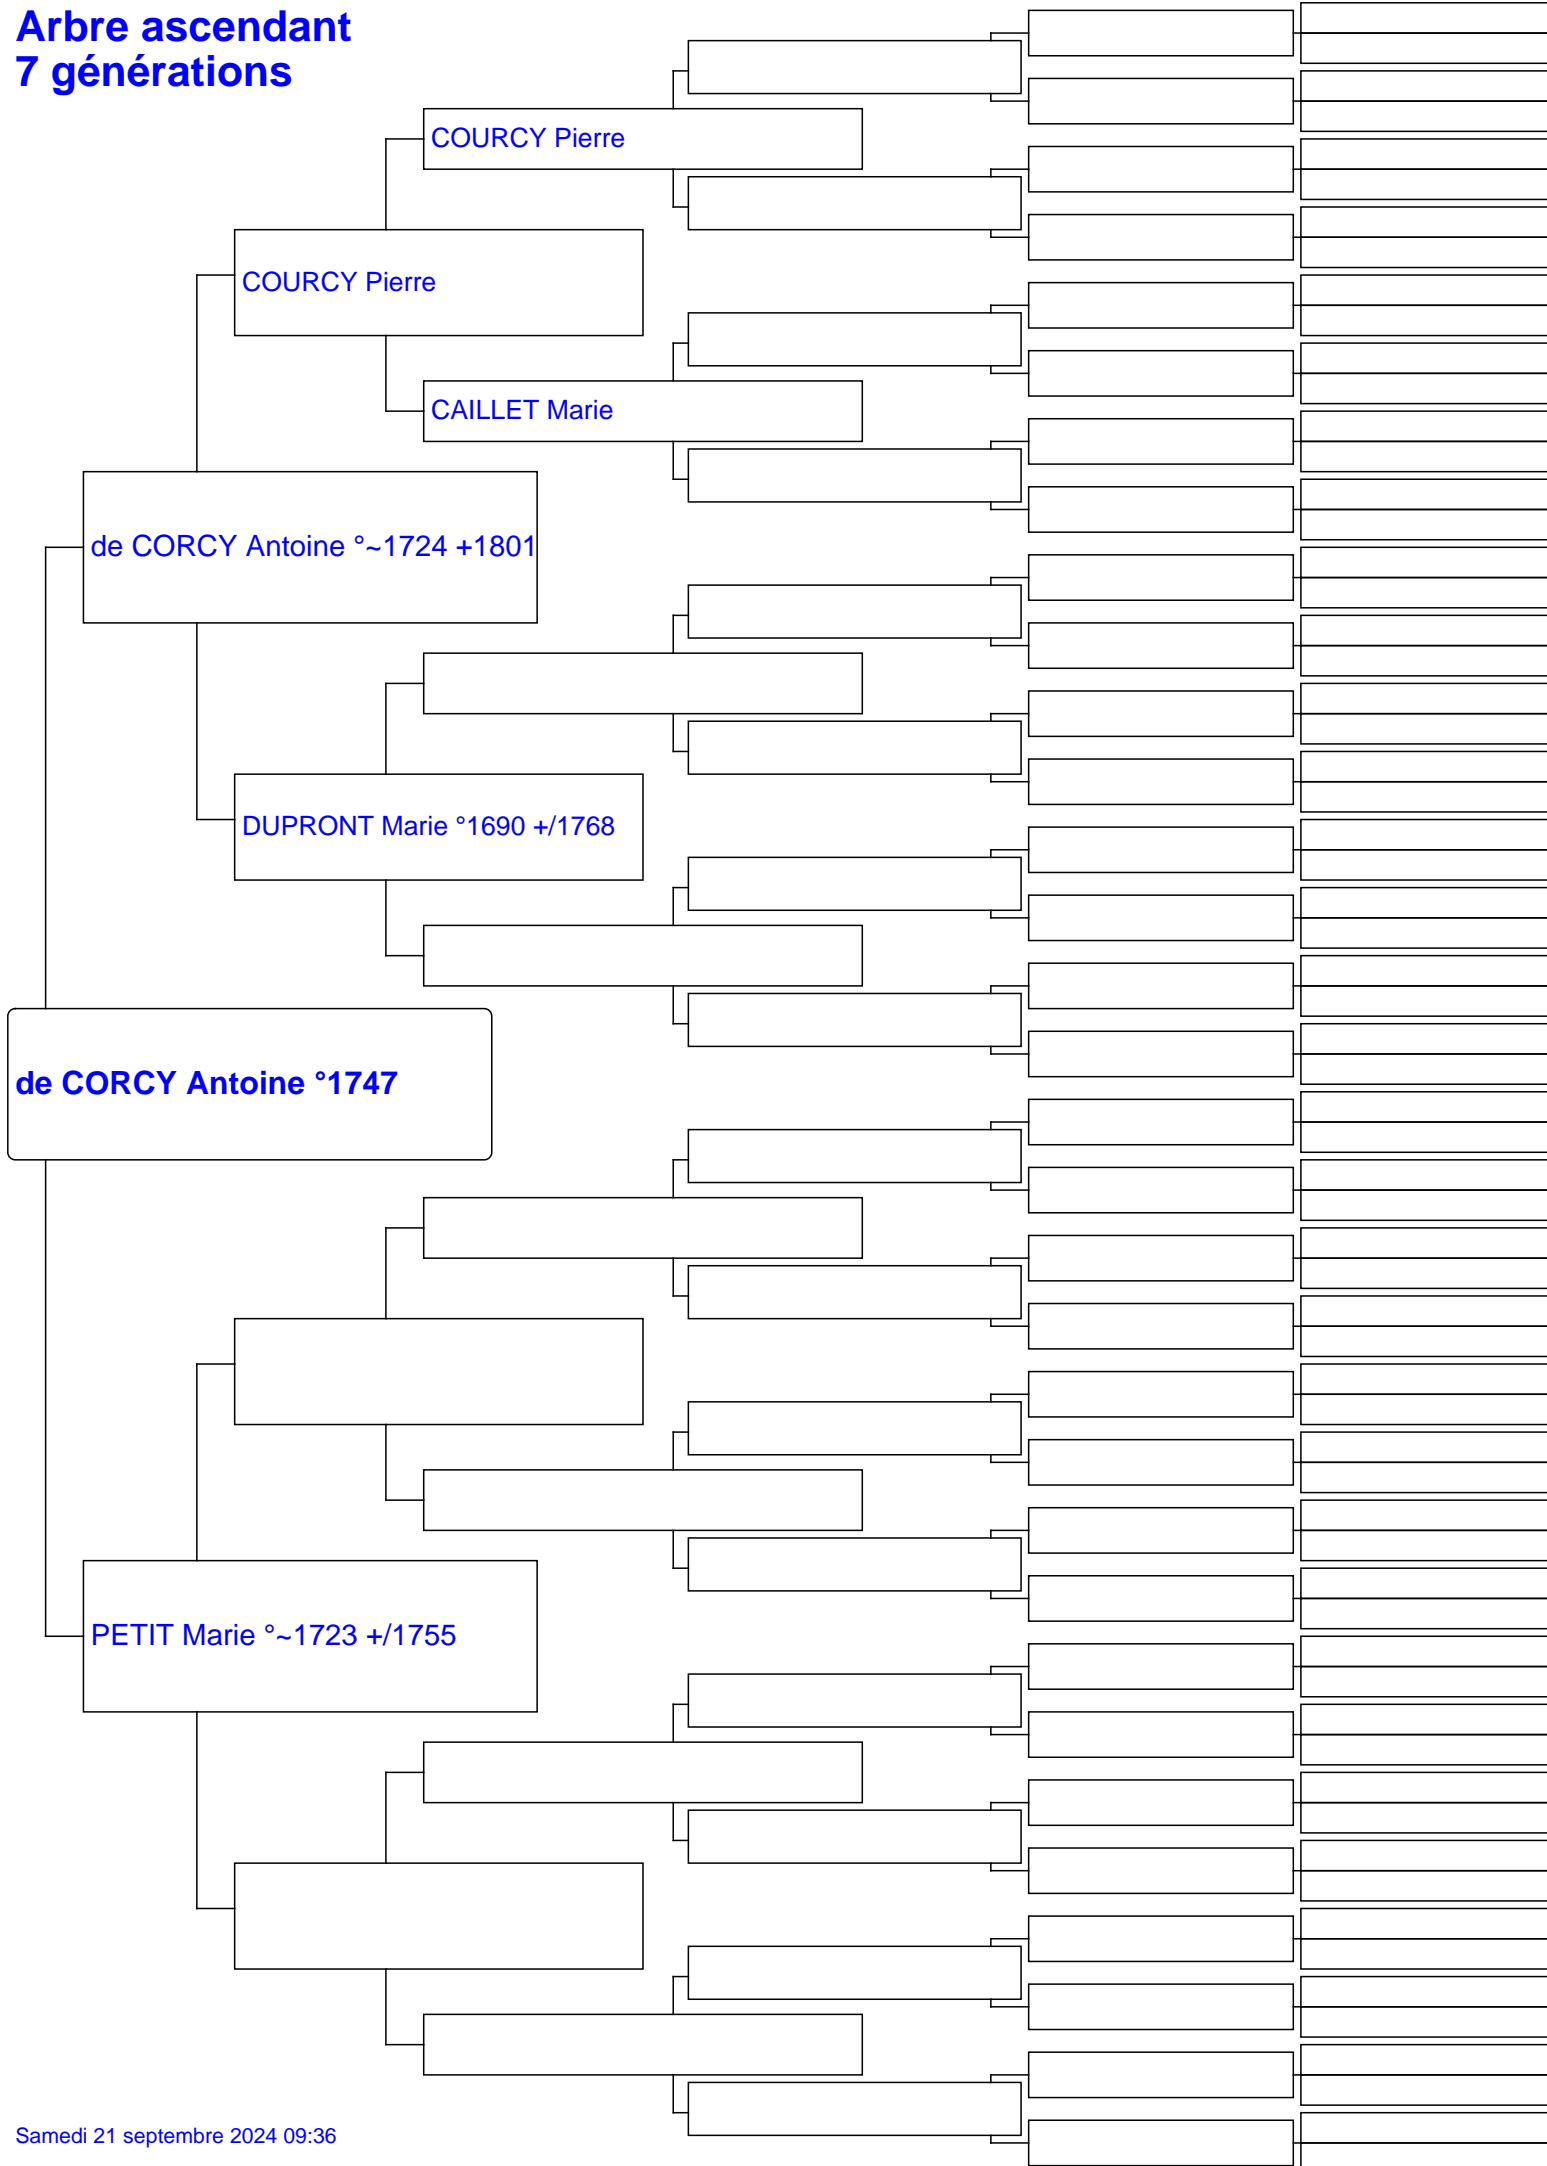 Arbre ascendant
7 générations
COURCY Pierre
COURCY Pierre
CAILLET Marie
de CORCY Antoine °~1724 +1801
DUPRONT Marie °1690 +/1768
de CORCY Antoine °1747
PETIT Marie °~1723 +/1755
Samedi 21 septembre 2024 09:36